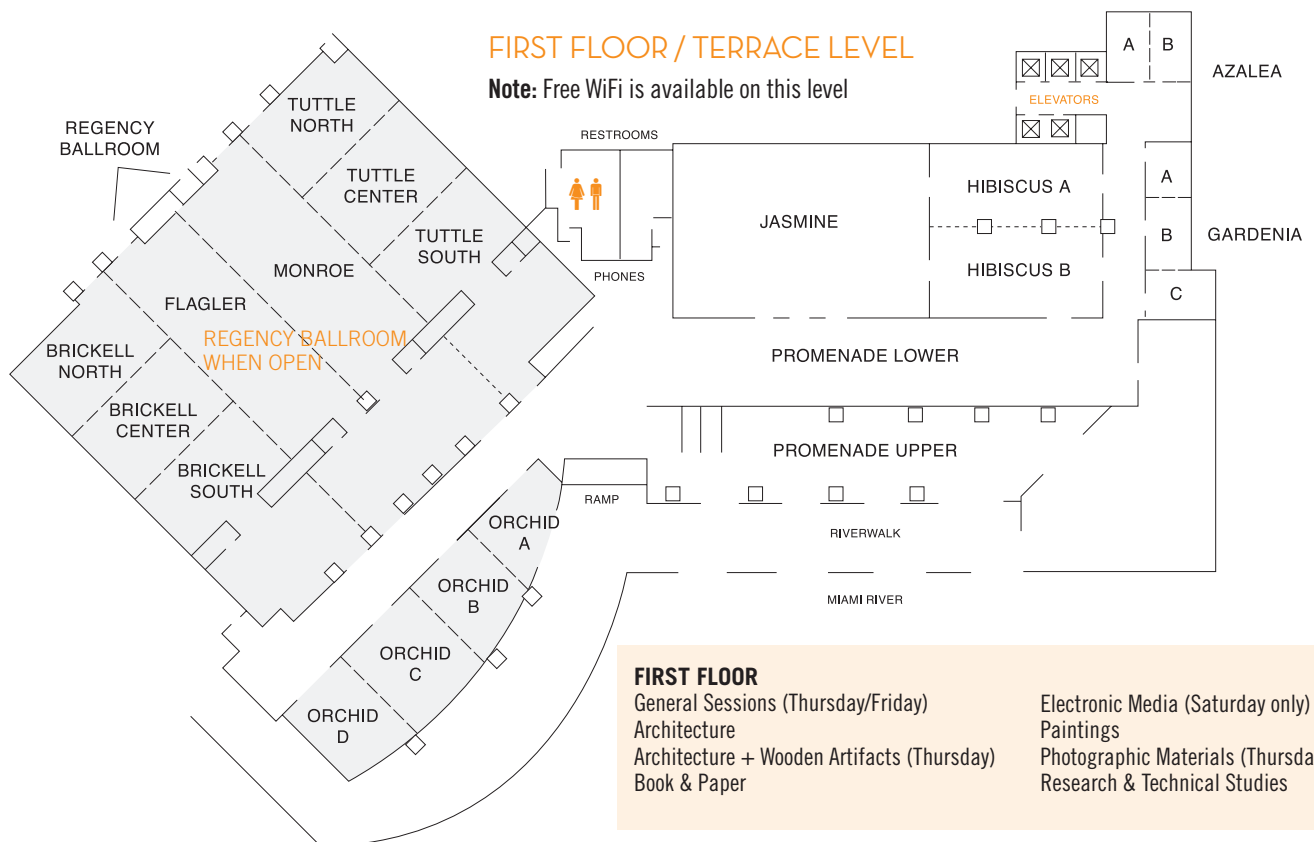 FIRST FLOOR / TERRACE LEVEL
Note: Free WiFi is available on this level
A
B
AZALEA
ELEVATORS
REGENCY
BALLROOM
TUTTLE
NORTH
TUTTLE
CENTER
TUTTLE
SOUTH
RESTROOMS
PHONES
JASMINE
HIBISCUS A
HIBISCUS B
A
B
C
GARDENIA
MONROE
FLAGLER
REGENCY BALLROOM
WHEN OPEN
BRICKELL
NORTH
BRICKELL
CENTER
BRICKELL
SOUTH
PROMENADE LOWER
PROMENADE UPPER
RAMP
RIVERWALK
MIAMI RIVER
ORCHID
A
ORCHID
B
ORCHID
C
ORCHID
D
FIRST FLOOR
General Sessions (Thursday/Friday)
Architecture
Architecture + Wooden Artifacts (Thursday)
Book & Paper
Electronic Media (Saturday only)
Paintings
Photographic Materials
Research & Technical Studies